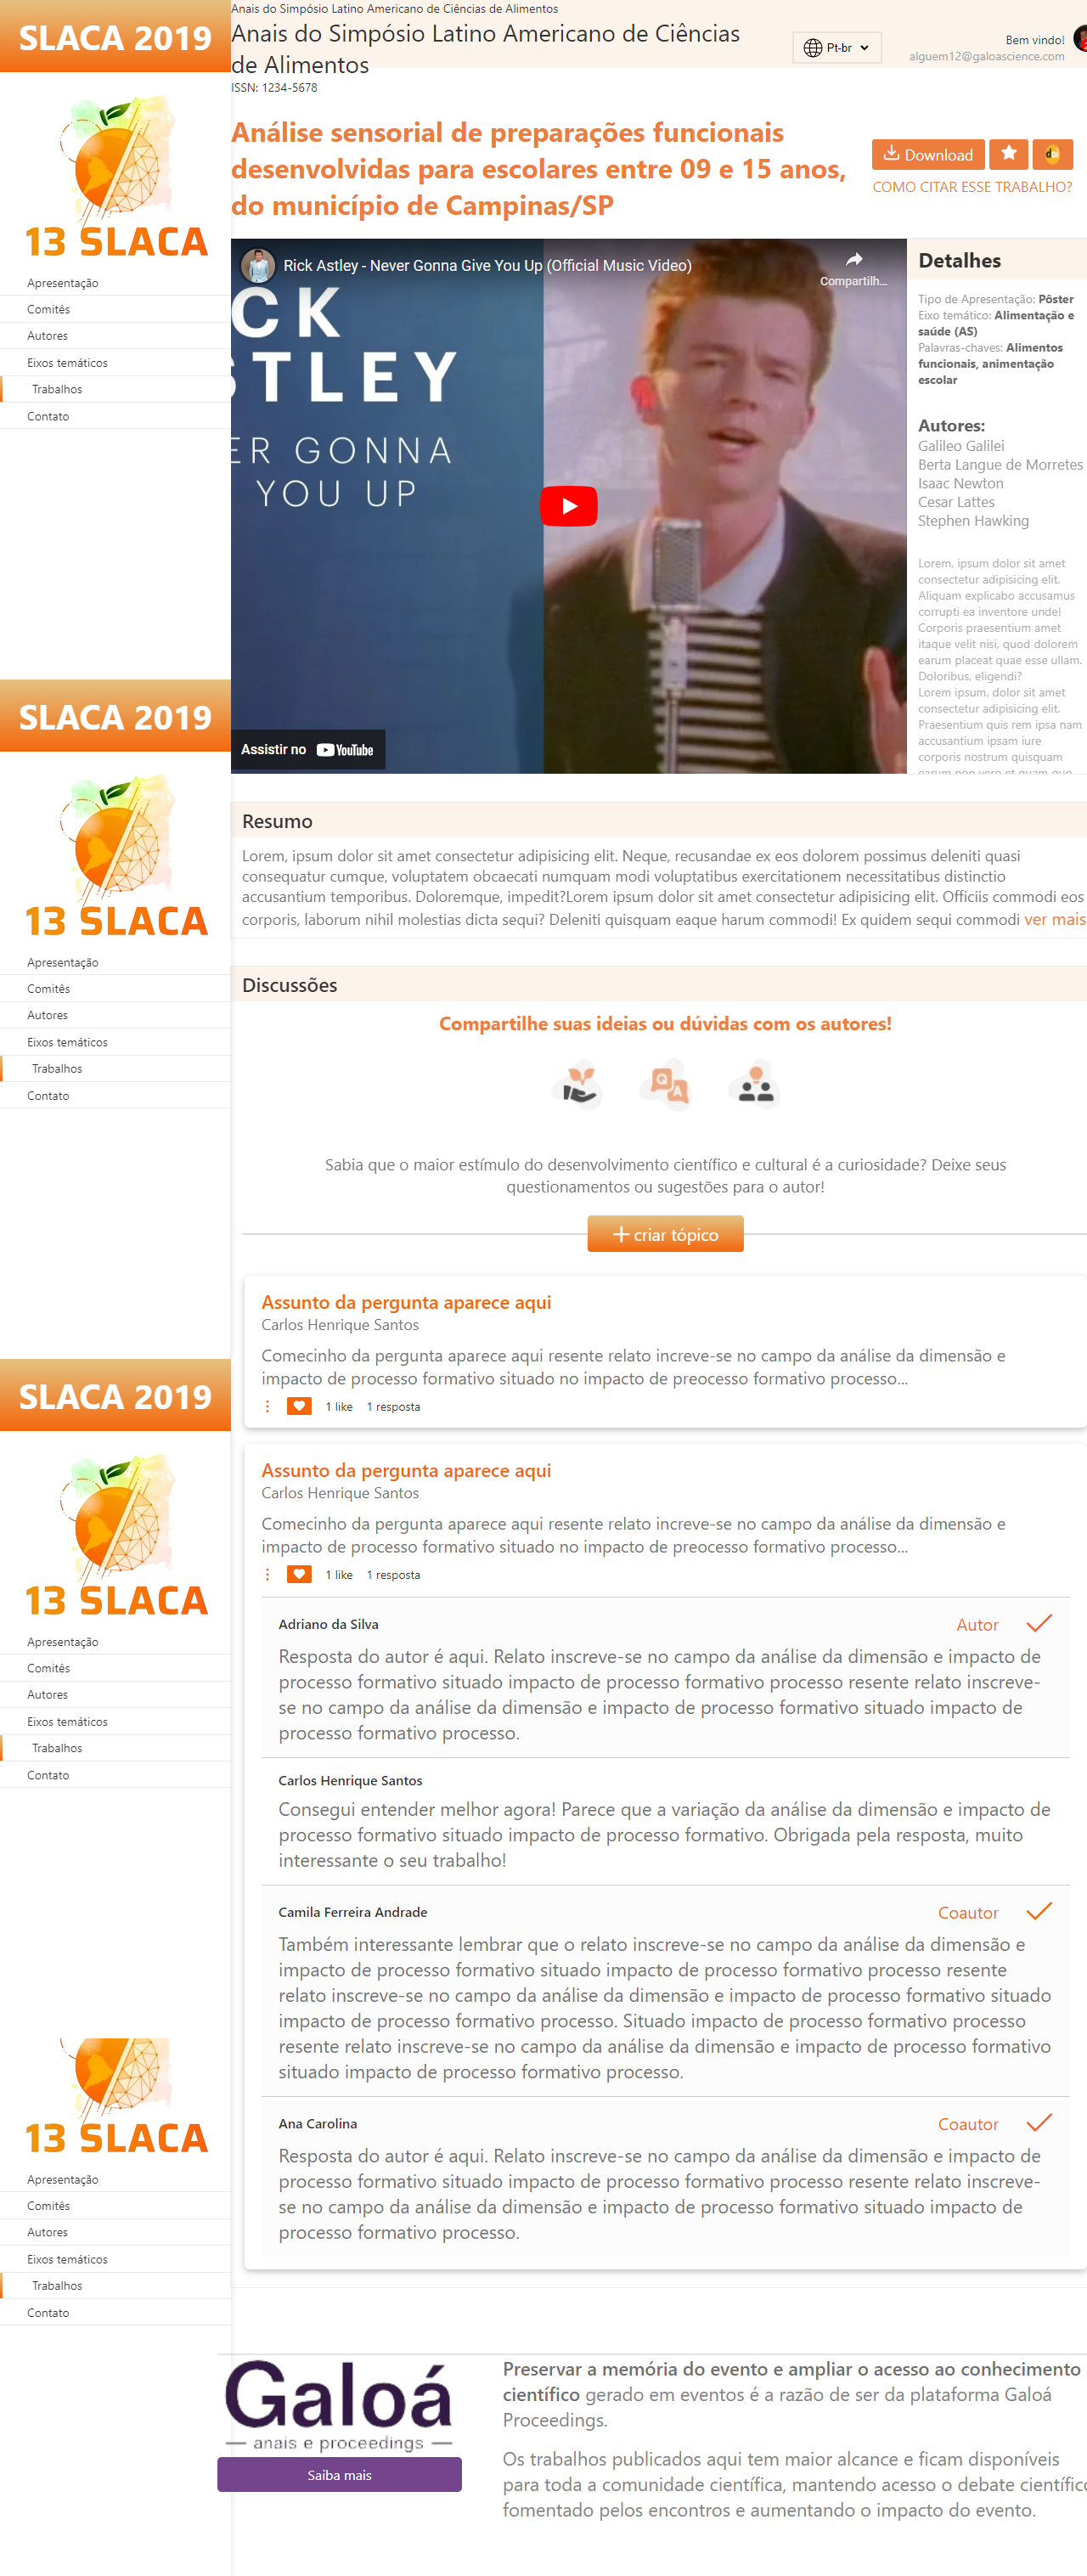 SLACA 2019
13 SLACA
Apresentação
Comitês
Autores
Eixos temáticos
Trabalhos
Contato
Anais do Simpósio Latino Americano de Ciências de Alimentos
Anais do Simpósio Latino Americano de Ciências
de Alimentos
ISSN: 1234-5678
Pt-br
Bem vindo!
alguem12@galoascience.com
Análise sensorial de preparações funcionais
desenvolvidas para escolares entre 09 e 15 anos,
do município de Campinas/SP
Download
COMO CITAR ESSE TRABALHO?
Rick Astley - Never Gonna Give You Up (Official Music Video)
Compartilh...
CK
STLEY
ER GONNA
YOU UP
Assistir no YouTube
Detalhes
Tipo de Apresentação: Pôster
Eixo temático: Alimentação e
saúde (AS)
Palavras-chaves: Alimentos
funcionais, animentação
escolar
Autores:
Galileo Galilei
Berta Langue de Morretes
Isaac Newton
Cesar Lattes
Stephen Hawking
Lorem, ipsum dolor sit amet
consectetur adipisicing elit.
Aliquam explicabo accusamus
corrupti ea inventore unde!
Corporis praesentium amet
itaque velit nisi, quod dolorem
earum placeat quae esse ullam.
Doloribus, eligendi?
Lorem ipsum, dolor sit amet
consectetur adipisicing elit.
Praesentium quis rem ipsa nam
accusantium ipsam iure
corporis nostrum quisquam
earum non vero et quam quo
SLACA 2019
13 SLACA
Apresentação
Comitês
Autores
Eixos temáticos
Trabalhos
Contato
Resumo
Lorem, ipsum dolor sit amet consectetur adipisicing elit. Neque, recusandae ex eos dolorem possimus deleniti quasi
consequatur cumque, voluptatem obcaecati numquam modi voluptatibus exercitationem necessitatibus distinctio
accusantium temporibus. Doloremque, impedit?Lorem ipsum dolor sit amet consectetur adipisicing elit. Officiis commodi eos
corporis, laborum nihil molestias dicta sequi? Deleniti quisquam eaque harum commodi! Ex quidem sequi commodi ver mais
Discussões
Compartilhe suas ideias ou dúvidas com os autores!
Q
A
Sabia que o maior estímulo do desenvolvimento científico e cultural é a curiosidade? Deixe seus
questionamentos ou sugestões para o autor!
criar tópico
Assunto da pergunta aparece aqui
Carlos Henrique Santos
Comecinho da pergunta aparece aqui resente relato increve-se no campo da análise da dimensão e
impacto de processo formativo situado no impacto de preocesso formativo processo...
1 like 1 resposta
SLACA 2019
13 SLACA
Apresentação
Comitês
Autores
Eixos temáticos
Trabalhos
Contato
Assunto da pergunta aparece aqui
Carlos Henrique Santos
Comecinho da pergunta aparece aqui resente relato increve-se no campo da análise da dimensão e
impacto de processo formativo situado no impacto de preocesso formativo processo...
1 like 1 resposta
Adriano da Silva
Autor
Resposta do autor é aqui. Relato inscreve-se no campo da análise da dimensão e impacto de
processo formativo situado impacto de processo formativo processo resente relato inscreve-
se no campo da análise da dimensão e impacto de processo formativo situado impacto de
processo formativo processo.
Carlos Henrique Santos
Consegui entender melhor agora! Parece que a variação da análise da dimensão e impacto de
processo formativo situado impacto de processo formativo. Obrigada pela resposta, muito
interessante o seu trabalho!
Camila Ferreira Andrade
Coautor
Também interessante lembrar que o relato inscreve-se no campo da análise da dimensão e
impacto de processo formativo situado impacto de processo formativo processo resente
relato inscreve-se no campo da análise da dimensão e impacto de processo formativo situado
impacto de processo formativo processo. Situado impacto de processo formativo processo
resente relato inscreve-se no campo da análise da dimensão e impacto de processo formativo
situado impacto de processo formativo processo.
Ana Carolina
Coautor
Resposta do autor é aqui. Relato inscreve-se no campo da análise da dimensão e impacto de
processo formativo situado impacto de processo formativo processo resente relato inscreve-
se no campo da análise da dimensão e impacto de processo formativo situado impacto de
processo formativo processo.
13 SLACA
Apresentação
Comitês
Autores
Eixos temáticos
Trabalhos
Contato
Galoá
anais e proceedings
Saiba mais
Preservar a memória do evento e ampliar o acesso ao conhecimento
científico gerado em eventos é a razão de ser da plataforma Galoá
Proceedings.
Os trabalhos publicados aqui tem maior alcance e ficam disponíveis
para toda a comunidade científica, mantendo acesso o debate científico
fomentado pelos encontros e aumentando o impacto do evento.